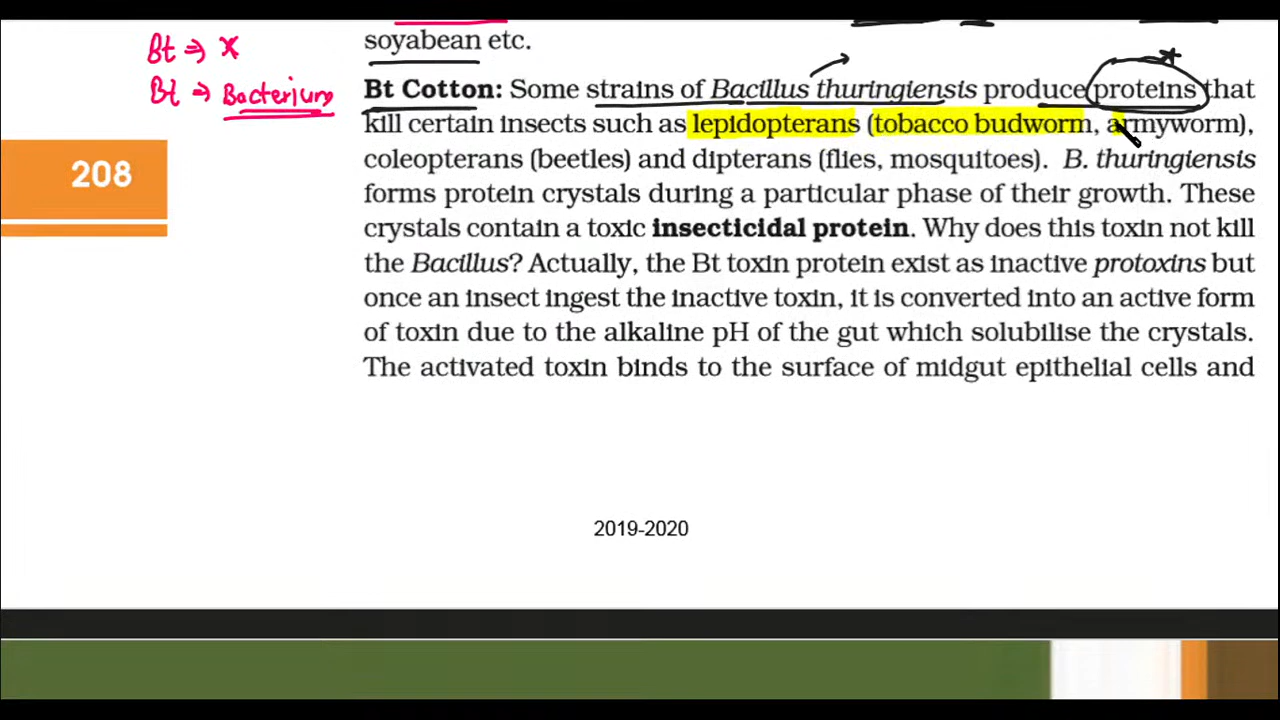 Bt ⇒ x
Bt ⇒ Bacterium
208
soyabean etc.
Bt Cotton: Some strains of Bacillus thuringiensis produce proteins that
kill certain insects such as lepidopterans (tobacco budworm, armyworm),
coleopterans (beetles) and dipterans (flies, mosquitoes). B. thuringiensis
forms protein crystals during a particular phase of their growth. These
crystals contain a toxic insecticidal protein. Why does this toxin not kill
the Bacillus? Actually, the Bt toxin protein exist as inactive protoxins but
once an insect ingest the inactive toxin, it is converted into an active form
of toxin due to the alkaline pH of the gut which solubilise the crystals.
The activated toxin binds to the surface of midgut epithelial cells and
2019-2020